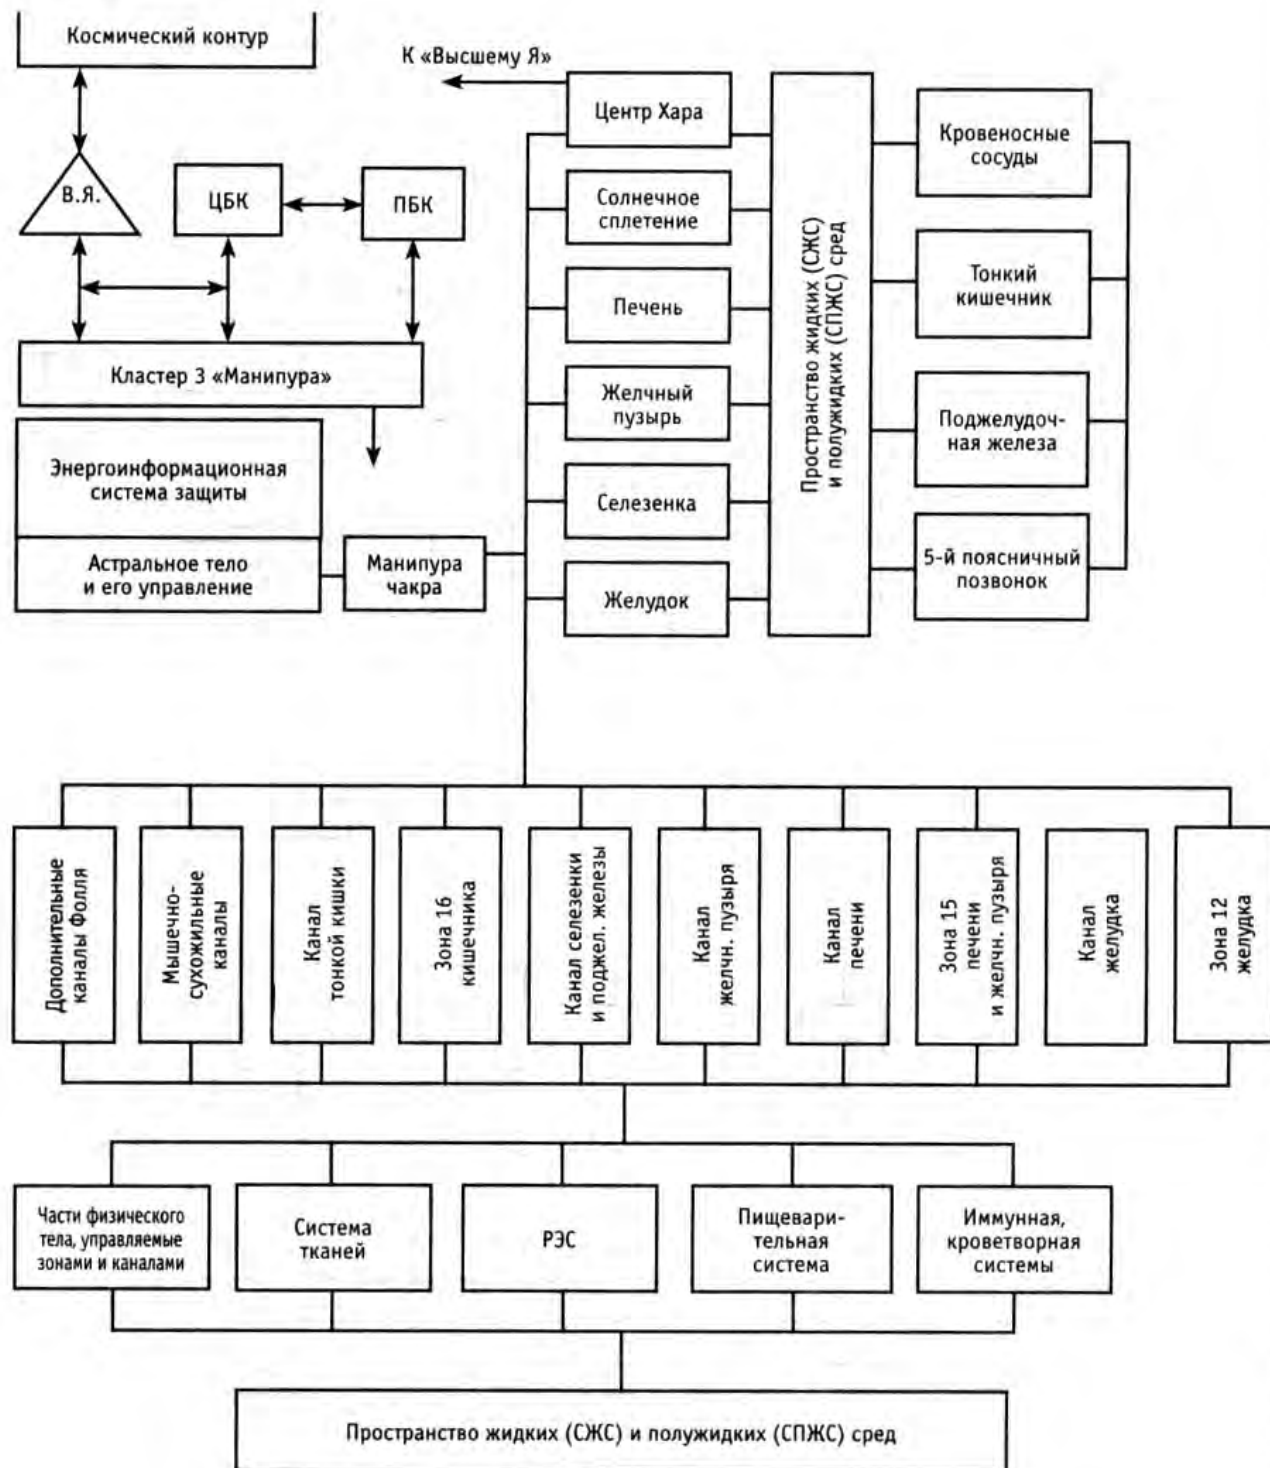 Космический контур
К «Высшему Я»
В.Я.
ЦБК
ПБК
Кластер 3 «Манипура»
Энергоинформационная
система защиты
Астральное тело
и его управление
Манипура
чакра
Центр Хара
Солнечное
сплетение
Печень
Желчный
пузырь
Селезенка
Желудок
Пространство жидких (СЖС)
и полужидких (СПЖС) сред
Кровеносные
сосуды
Тонкий
кишечник
Поджелудоч-
ная железа
5-й поясничный
позвонок
Дополнительные
каналы Фолля
Мышечно-
сухожильные
каналы
Канал
тонкой кишки
Зона 16
кишечника
Канал селезенки
и поджел. железы
Канал
желчн. пузыря
Канал
печени
Зона 15
печени
и желчн. пузыря
Канал
желудка
Зона 12
желудка
Части физического
тела, управляемые
зонами и каналами
Система
тканей
РЭС
Пищевари-
тельная
система
Иммунная,
кроветворная
системы
Пространство жидких (СЖС) и полужидких (СПЖС) сред